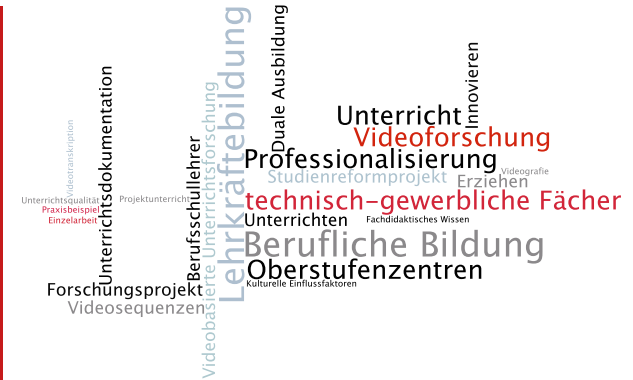 Lehrkräftebildung
Duale Ausbildung
Innovieren
Unterrichtsdokumentation
Videobasierte Unterrichtsforschung
Unterricht
Videotranskription
Videoforschung
Berufsschullehrer
Professionalisierung
Videografie
Studienreformprojekt
Erziehen
Unterrichtsqualität
Projektunterricht
technisch-gewerbliche Fächer
Praxisbeispiel
Einzelarbeit
Unterrichten
Fachdidaktisches Wissen
Berufliche Bildung
Oberstufenzentren
Kulturelle Einflussfaktoren
Forschungsprojekt
Videosequenzen